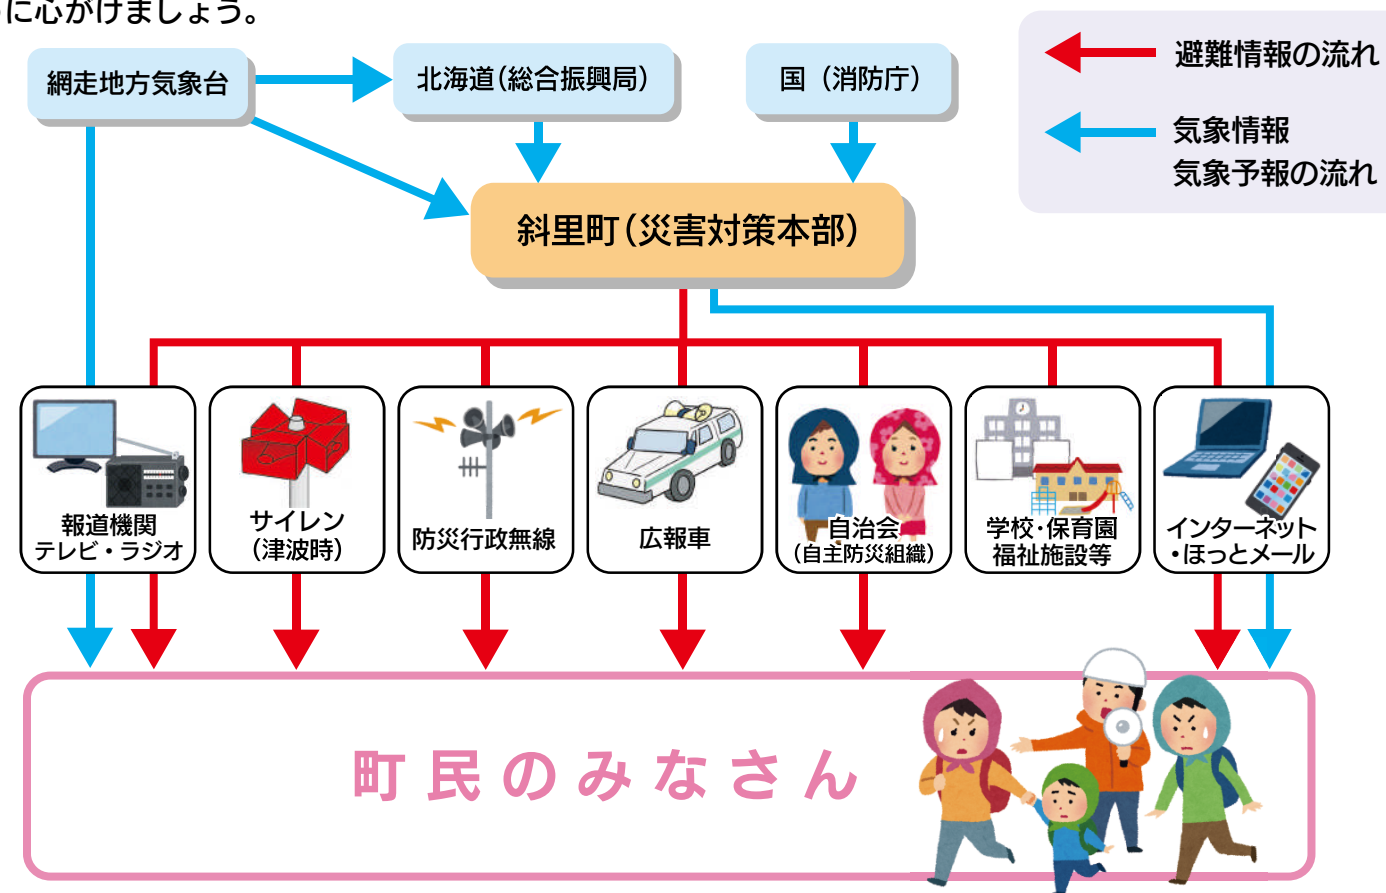 に心がけましょう。
網走地方気象台
北海道(総合振興局)
国(消防庁)
避難情報の流れ
気象情報
気象予報の流れ
斜里町(災害対策本部)
報道機関
テレビ・ラジオ
サイレン
(津波時)
防災行政無線
広報車
自治会
(自主防災組織)
学校・保育園
福祉施設等
インターネット
・ほっとメール
町民のみなさん